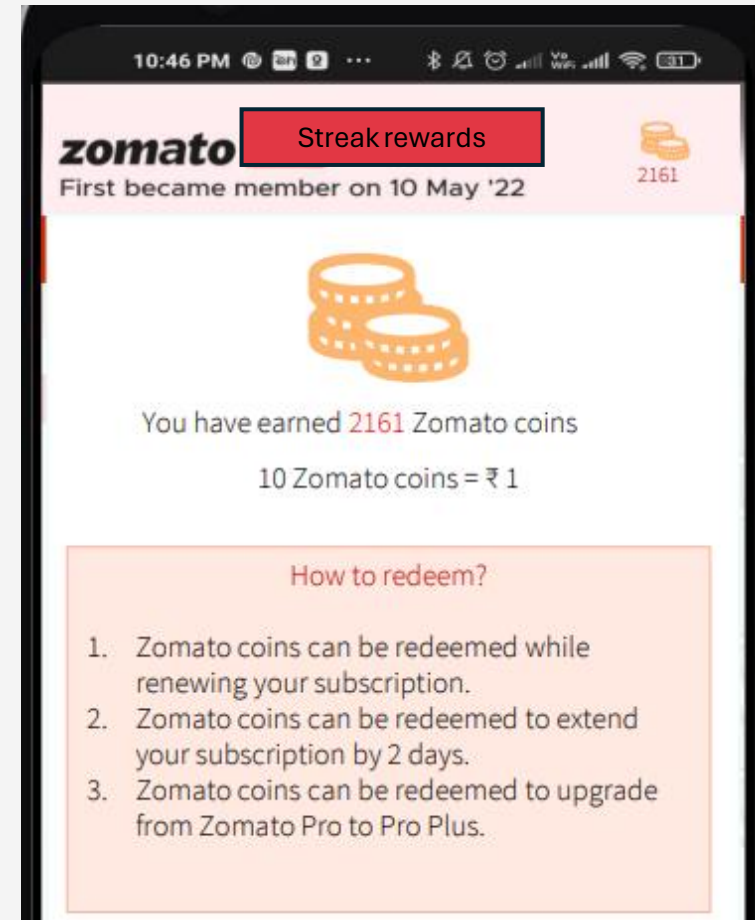 10:46 PM
31
zomato Streak rewards
2161
First became member on 10 May '22
You have earned 2161 Zomato coins
10 Zomato coins = ₹ 1
How to redeem?
1. Zomato coins can be redeemed while
renewing your subscription.
2. Zomato coins can be redeemed to extend
your subscription by 2 days.
3. Zomato coins can be redeemed to upgrade
from Zomato Pro to Pro Plus.